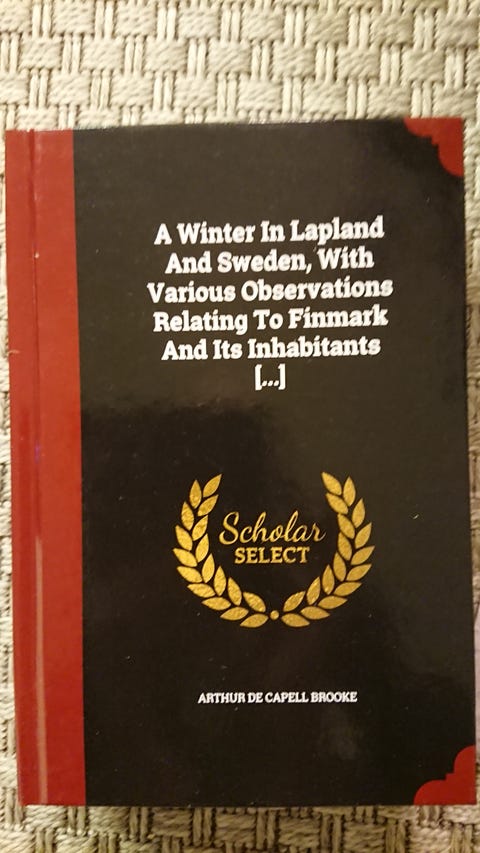 A Winter In Lapland
And Sweden, With
Various Observations
Relating To Finmark
And Its Inhabitants
[...]
Scholar
SELECT
ARTHUR DE CAPELL BROOKE